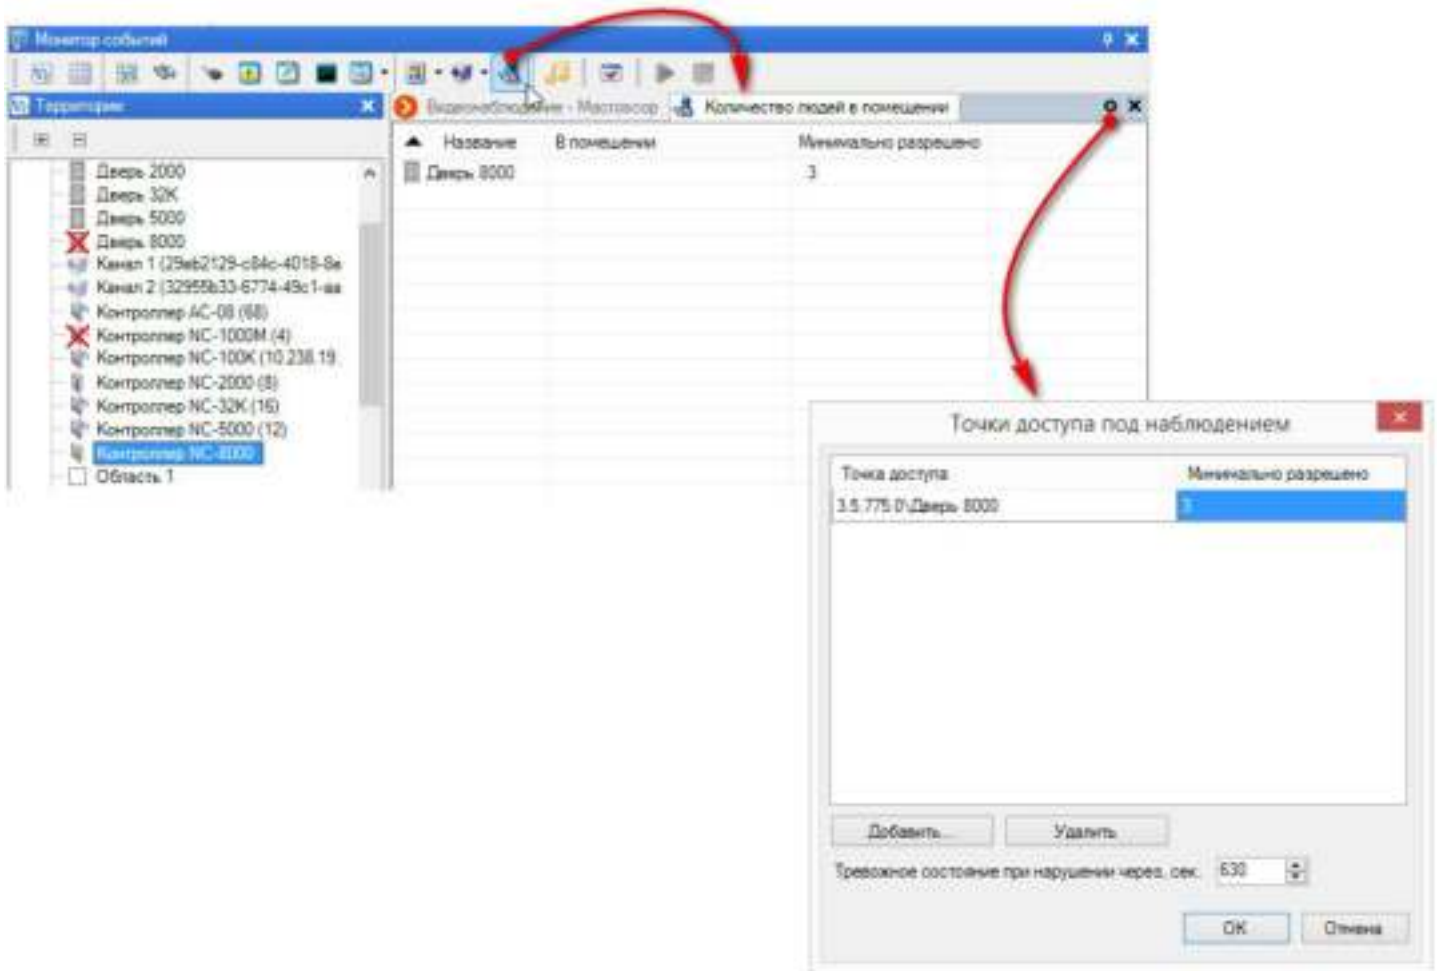 Монитор событий
Территории
Видеонаблюдение - Мастоссор
Количество людей в помещении
Название В помещении Минимально разрешено
Дверь 8000 3
Дверь 2000
Дверь 32K
Дверь 5000
Дверь 8000
Канал 1 (29eb2129-c84c-4018-8e
Канал 2 (32955b33-6774-49c1-aa
Контроллер AC-08 (68)
Контроллер NC-1000M (4)
Контроллер NC-100K (10.238.19.
Контроллер NC-2000 (8)
Контроллер NC-32K (16)
Контроллер NC-5000 (12)
Контроллер NC-8000
Область 1
Точки доступа под наблюдением
Точка доступа Минимально разрешено
3.5.775.0\Дверь 8000 3
Добавить... Удалить
Тревожное состояние при нарушении через, сек. 630
OK Отмена